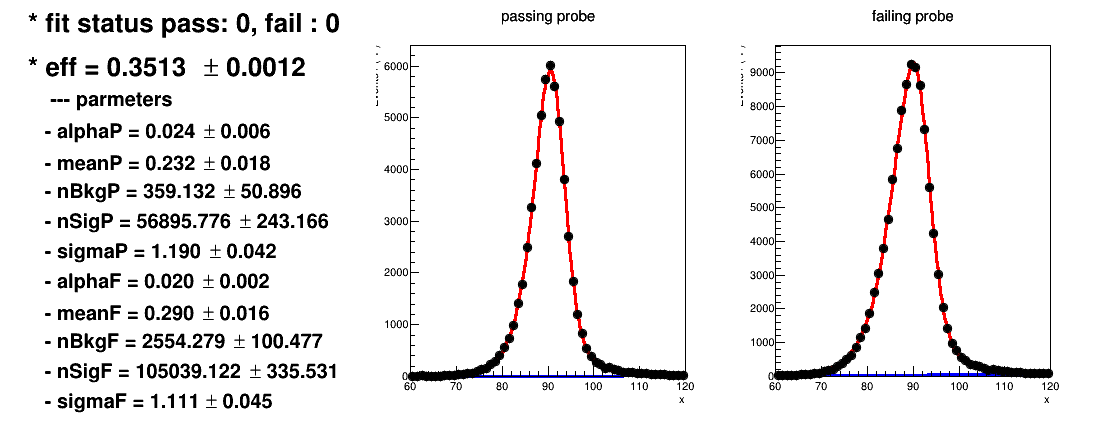 * fit status pass: 0, fail : 0
* eff = 0.3513 ± 0.0012
--- parmeters
- alphaP = 0.024 ± 0.006
- meanP = 0.232 ± 0.018
- nBkgP = 359.132 ± 50.896
- nSigP = 56895.776 ± 243.166
- sigmaP = 1.190 ± 0.042
- alphaF = 0.020 ± 0.002
- meanF = 0.290 ± 0.016
- nBkgF = 2554.279 ± 100.477
- nSigF = 105039.122 ± 335.531
- sigmaF = 1.111 ± 0.045
passing probe
6000
5000
4000
3000
2000
1000
0
60 70 80 90 100 110 120
x
failing probe
9000
8000
7000
6000
5000
4000
3000
2000
1000
0
60 70 80 90 100 110 120
x